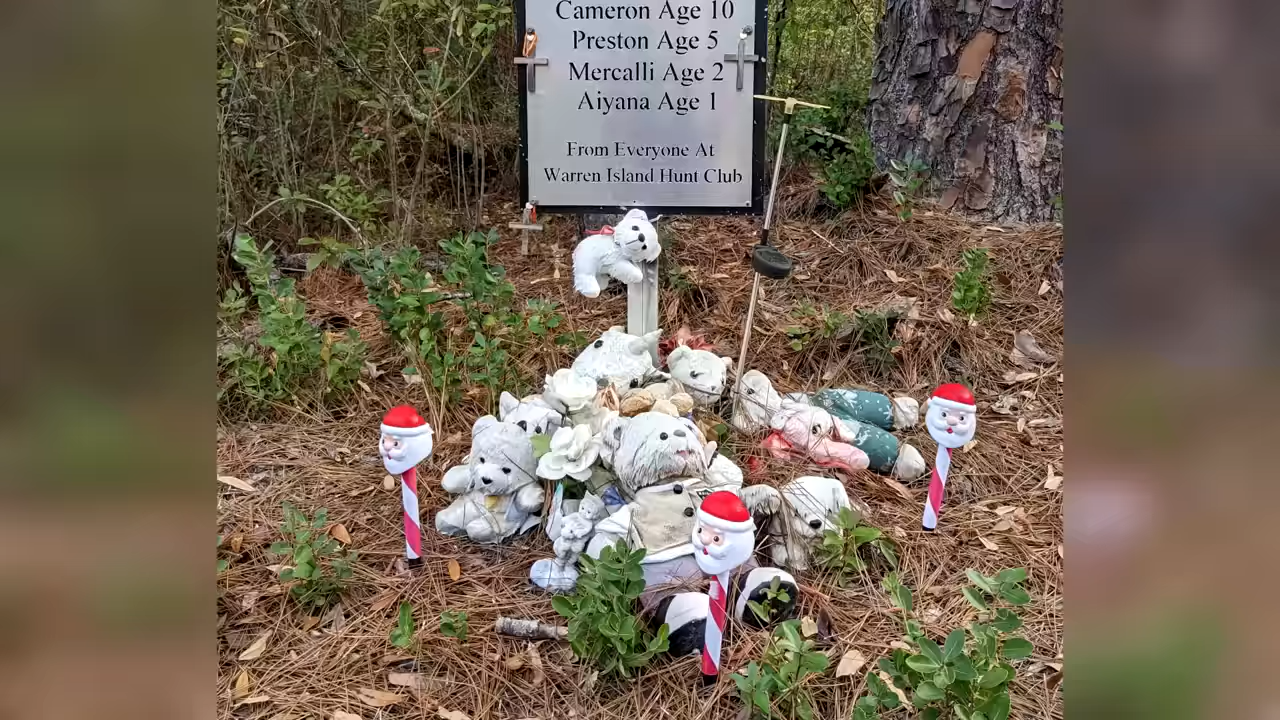 Cameron Age 10
Preston Age 5
Mercalli Age 2
Aiyana Age 1
From Everyone At
Warren Island Hunt Club